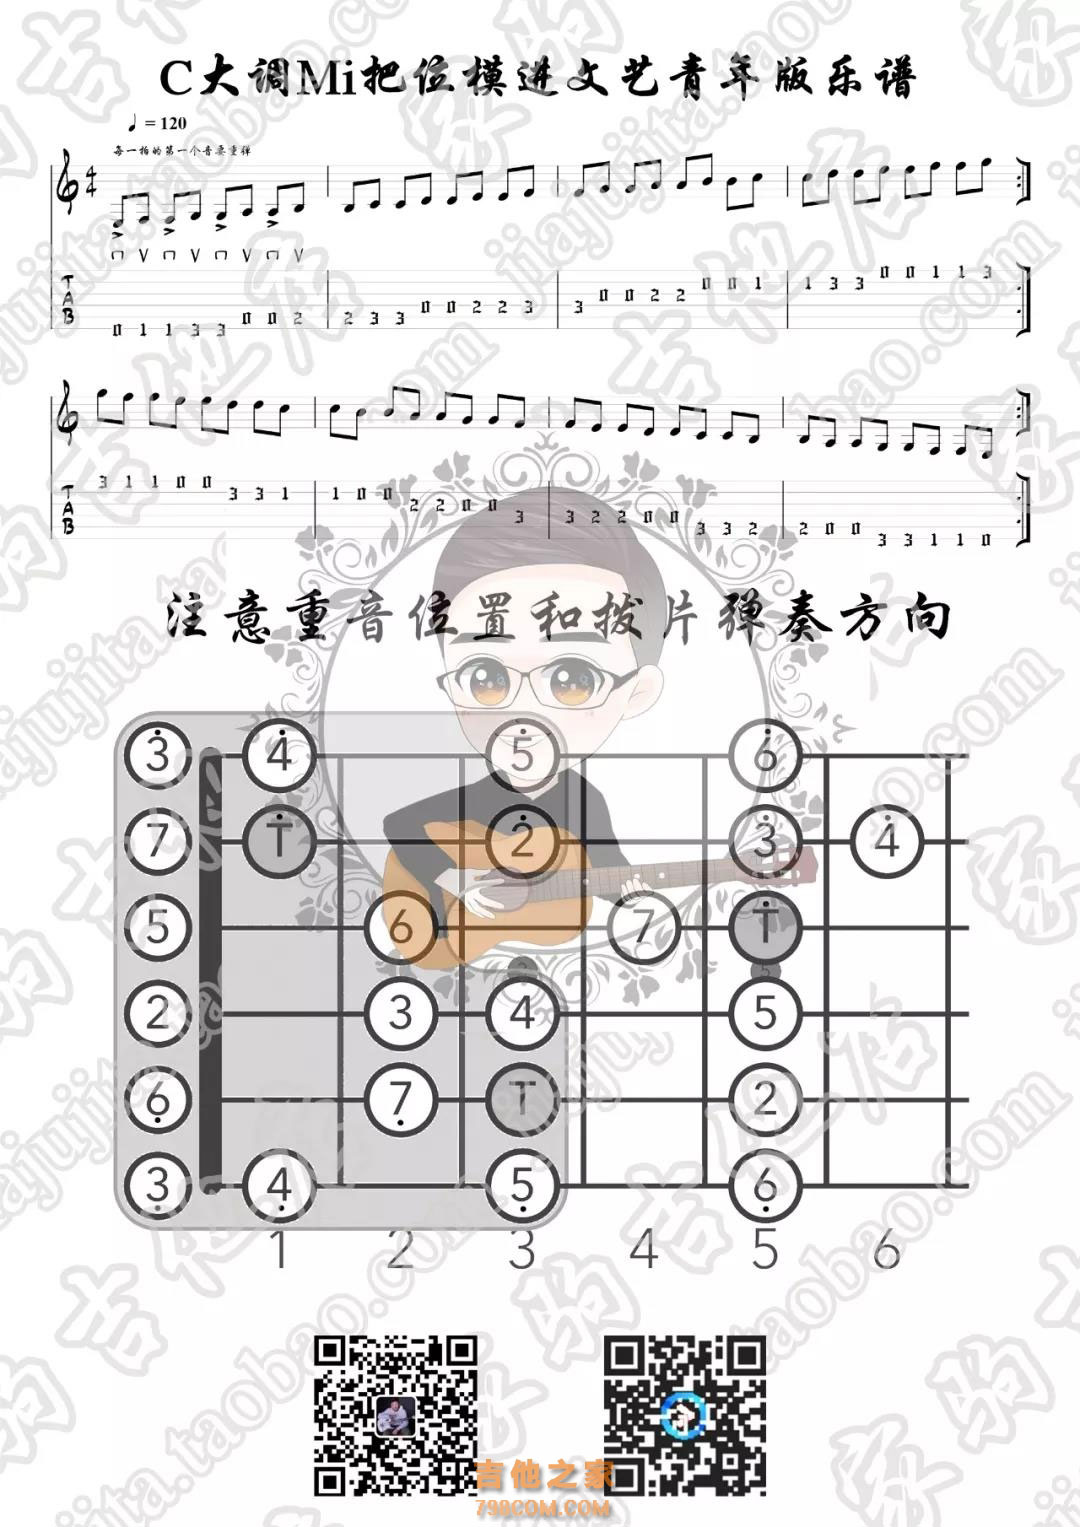 C大调Mi把位模进文艺青年版乐谱
♩ = 120
每一拍的第一个音要重弹
4
4
T
A
B
0 1 1 3 3 0 0 2 2 3 3 0 0 2 2 3 3 0 0 2 2 0 0 1 1 3 3 0 0 1 1 3
T
A
B
3 1 1 0 0 3 3 1 1 0 0 2 2 0 0 3 3 2 2 0 0 3 3 2 2 0 0 3 3 1 1 0
注意重音位置和拨片弹奏方向
3 4 5 6
7 T 2 3 4
5 6 7 T
2 3 4 5
6 7 T 2
3 4 5 6
1 2 3 4 5 6
吉他之家
798COM.COM
jiajujita.taobao.com